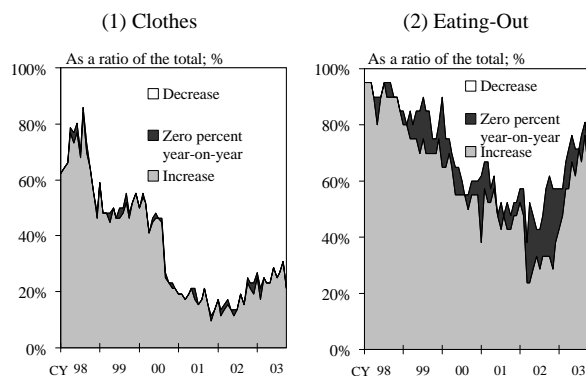 (1) Clothes
As a ratio of the total; %
100%
80%
60%
40%
20%
0%
Decrease
Zero percent
year-on-year
Increase
CY 98 99 00 01 02 03
(2) Eating-Out
As a ratio of the total; %
100%
80%
60%
40%
20%
0%
Decrease
Zero percent
year-on-year
Increase
CY 98 99 00 01 02 03